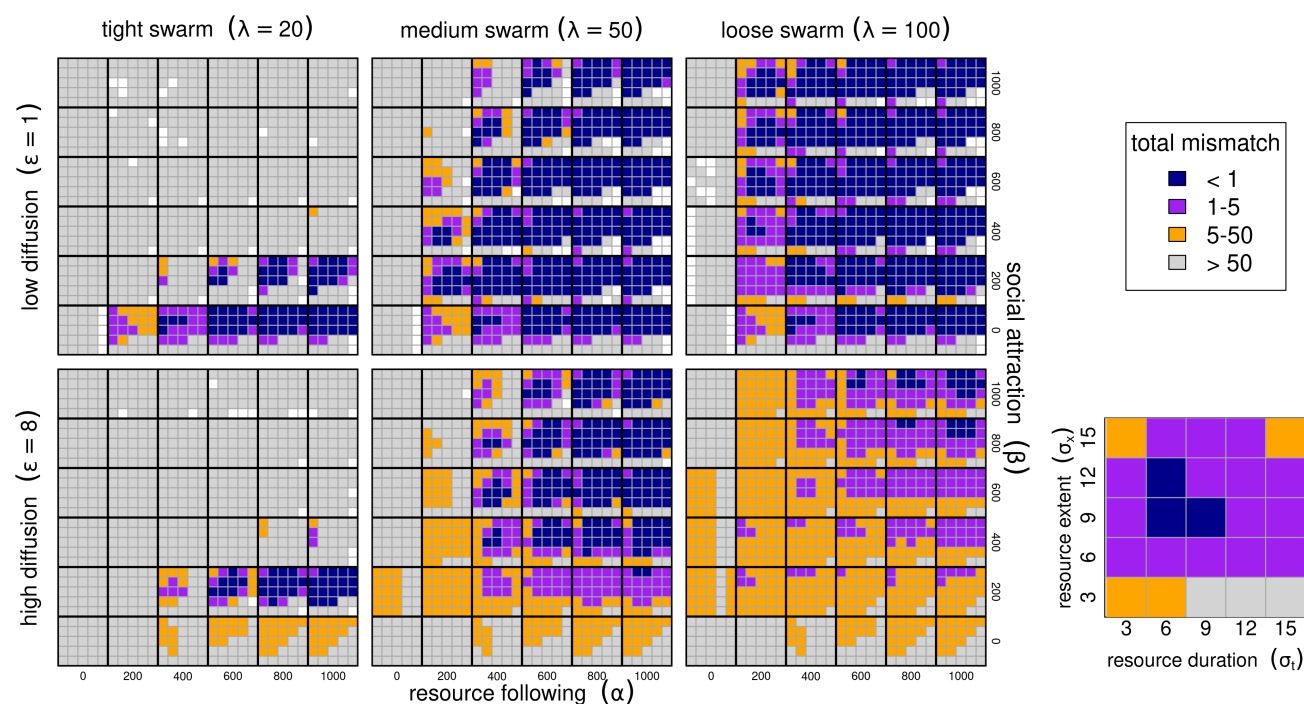 tight swarm (λ = 20)
medium swarm (λ = 50)
loose swarm (λ = 100)
low diffusion (ε = 1)
high diffusion (ε = 8)
1000
800
600
400
200
0
1000
800
600
400
200
0
social attraction (β)
0 200 400 600 800 1000
0 200 400 600 800 1000
0 200 400 600 800 1000
resource following (α)
total mismatch
< 1
1-5
5-50
> 50
resource extent (σx)
15
12
9
6
3
3 6 9 12 15
resource duration (σt)